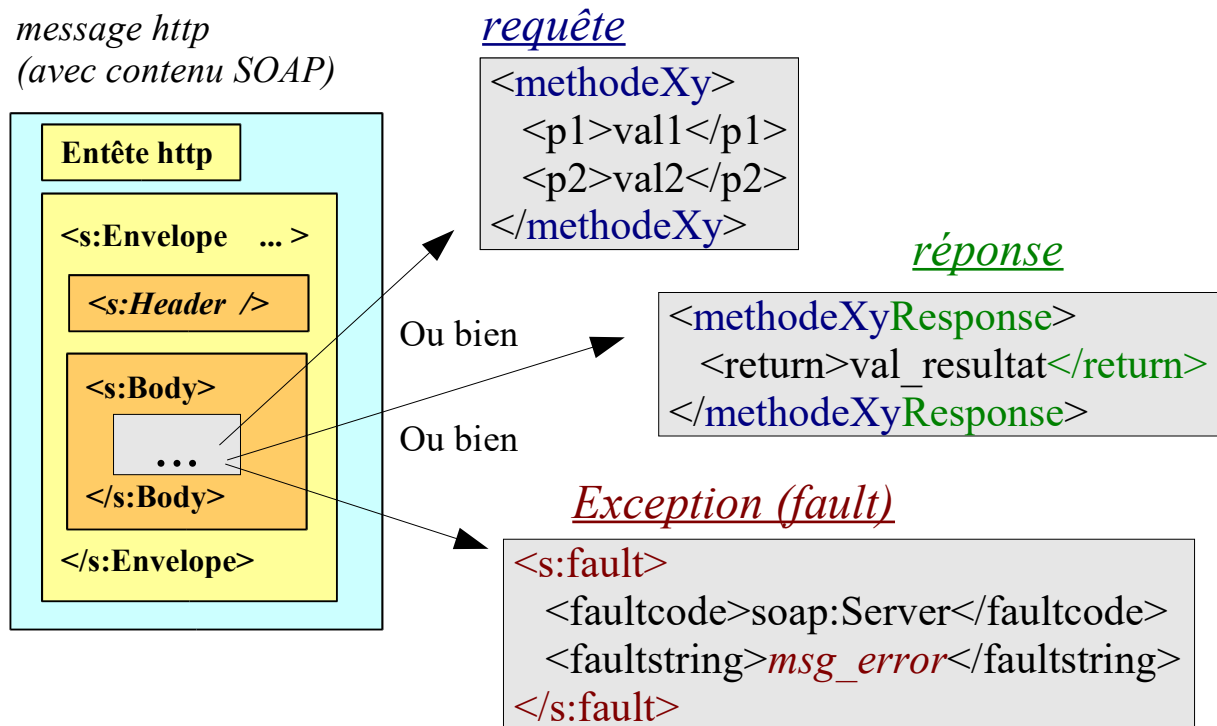 message http
(avec contenu SOAP)
Entête http
<s:Envelope ... >
<s:Header />
<s:Body>
...
</s:Body>
</s:Envelope>
requête
<methodeXy>
<p1>val1</p1>
<p2>val2</p2>
</methodeXy>
Ou bien
réponse
<methodeXyResponse>
<return>val_resultat</return>
</methodeXyResponse>
Ou bien
Exception (fault)
<s:fault>
<faultcode>soap:Server</faultcode>
<faultstring>msg_error</faultstring>
</s:fault>